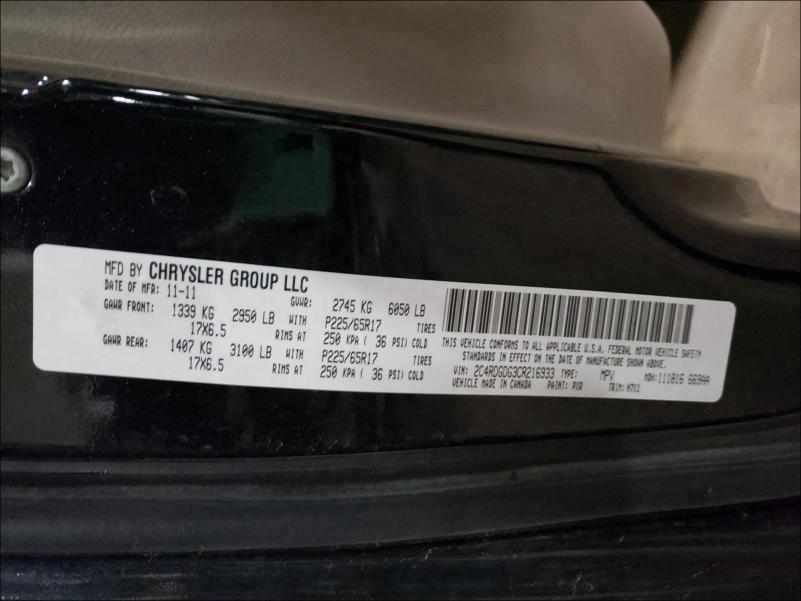 MFD BY CHRYSLER GROUP LLC
DATE OF MFR: 11-11 GVWR: 2745 KG 6050 LB
GAWR FRONT: 1339 KG 2950 LB WITH P225/65R17 TIRES
17X6.5 RIMS AT 250 KPA ( 36 PSI) COLD
GAWR REAR: 1407 KG 3100 LB WITH P225/65R17 TIRES
17X6.5 RIMS AT 250 KPA ( 36 PSI) COLD
THIS VEHICLE CONFORMS TO ALL APPLICABLE U.S.A. FEDERAL MOTOR VEHICLE SAFETY
STANDARDS IN EFFECT ON THE DATE OF MANUFACTURE SHOWN ABOVE.
VIN: 2C4RDGDG3CR216933 TYPE: MPV MDH: 111816 669AA
VEHICLE MADE IN CANADA PAINT: PXR TRIM: H7X1